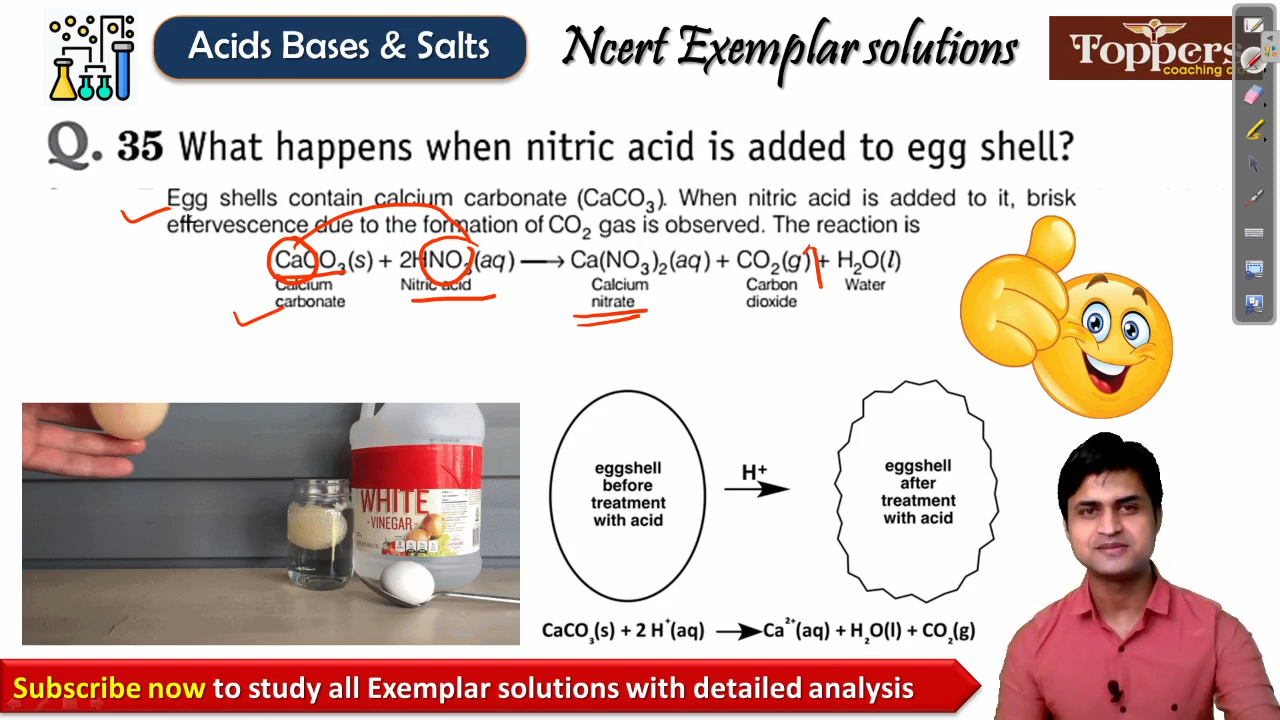 Acids Bases & Salts
Ncert Exemplar solutions
Toppers
coaching
Q. 35 What happens when nitric acid is added to egg shell?
Egg shells contain calcium carbonate (CaCO₃). When nitric acid is added to it, brisk
effervescence due to the formation of CO₂ gas is observed. The reaction is
CaCO₃(s) + 2HNO₃(aq) ⟶ Ca(NO₃)₂(aq) + CO₂(g)↑ + H₂O(l)
Calcium carbonate Nitric acid Calcium nitrate Carbon dioxide Water
WHITE
VINEGAR
eggshell
before
treatment
with acid
H⁺
eggshell
after
treatment
with acid
CaCO₃(s) + 2 H⁺(aq) ⟶ Ca²⁺(aq) + H₂O(l) + CO₂(g)
Subscribe now to study all Exemplar solutions with detailed analysis